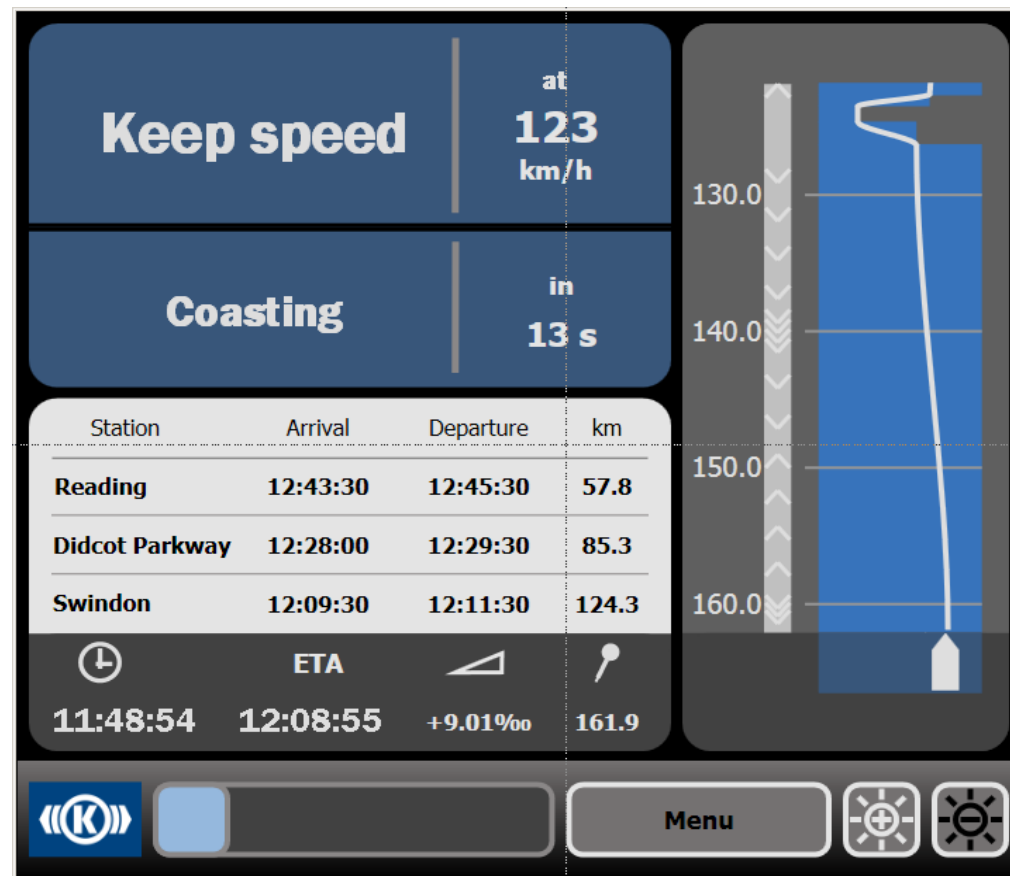 Keep speed
at
123
km/h
Coasting
in
13 s
Station Arrival Departure km
Reading 12:43:30 12:45:30 57.8
Didcot Parkway 12:28:00 12:29:30 85.3
Swindon 12:09:30 12:11:30 124.3
ETA
11:48:54 12:08:55 +9.01‰ 161.9
130.0
140.0
150.0
160.0
((K)) Menu